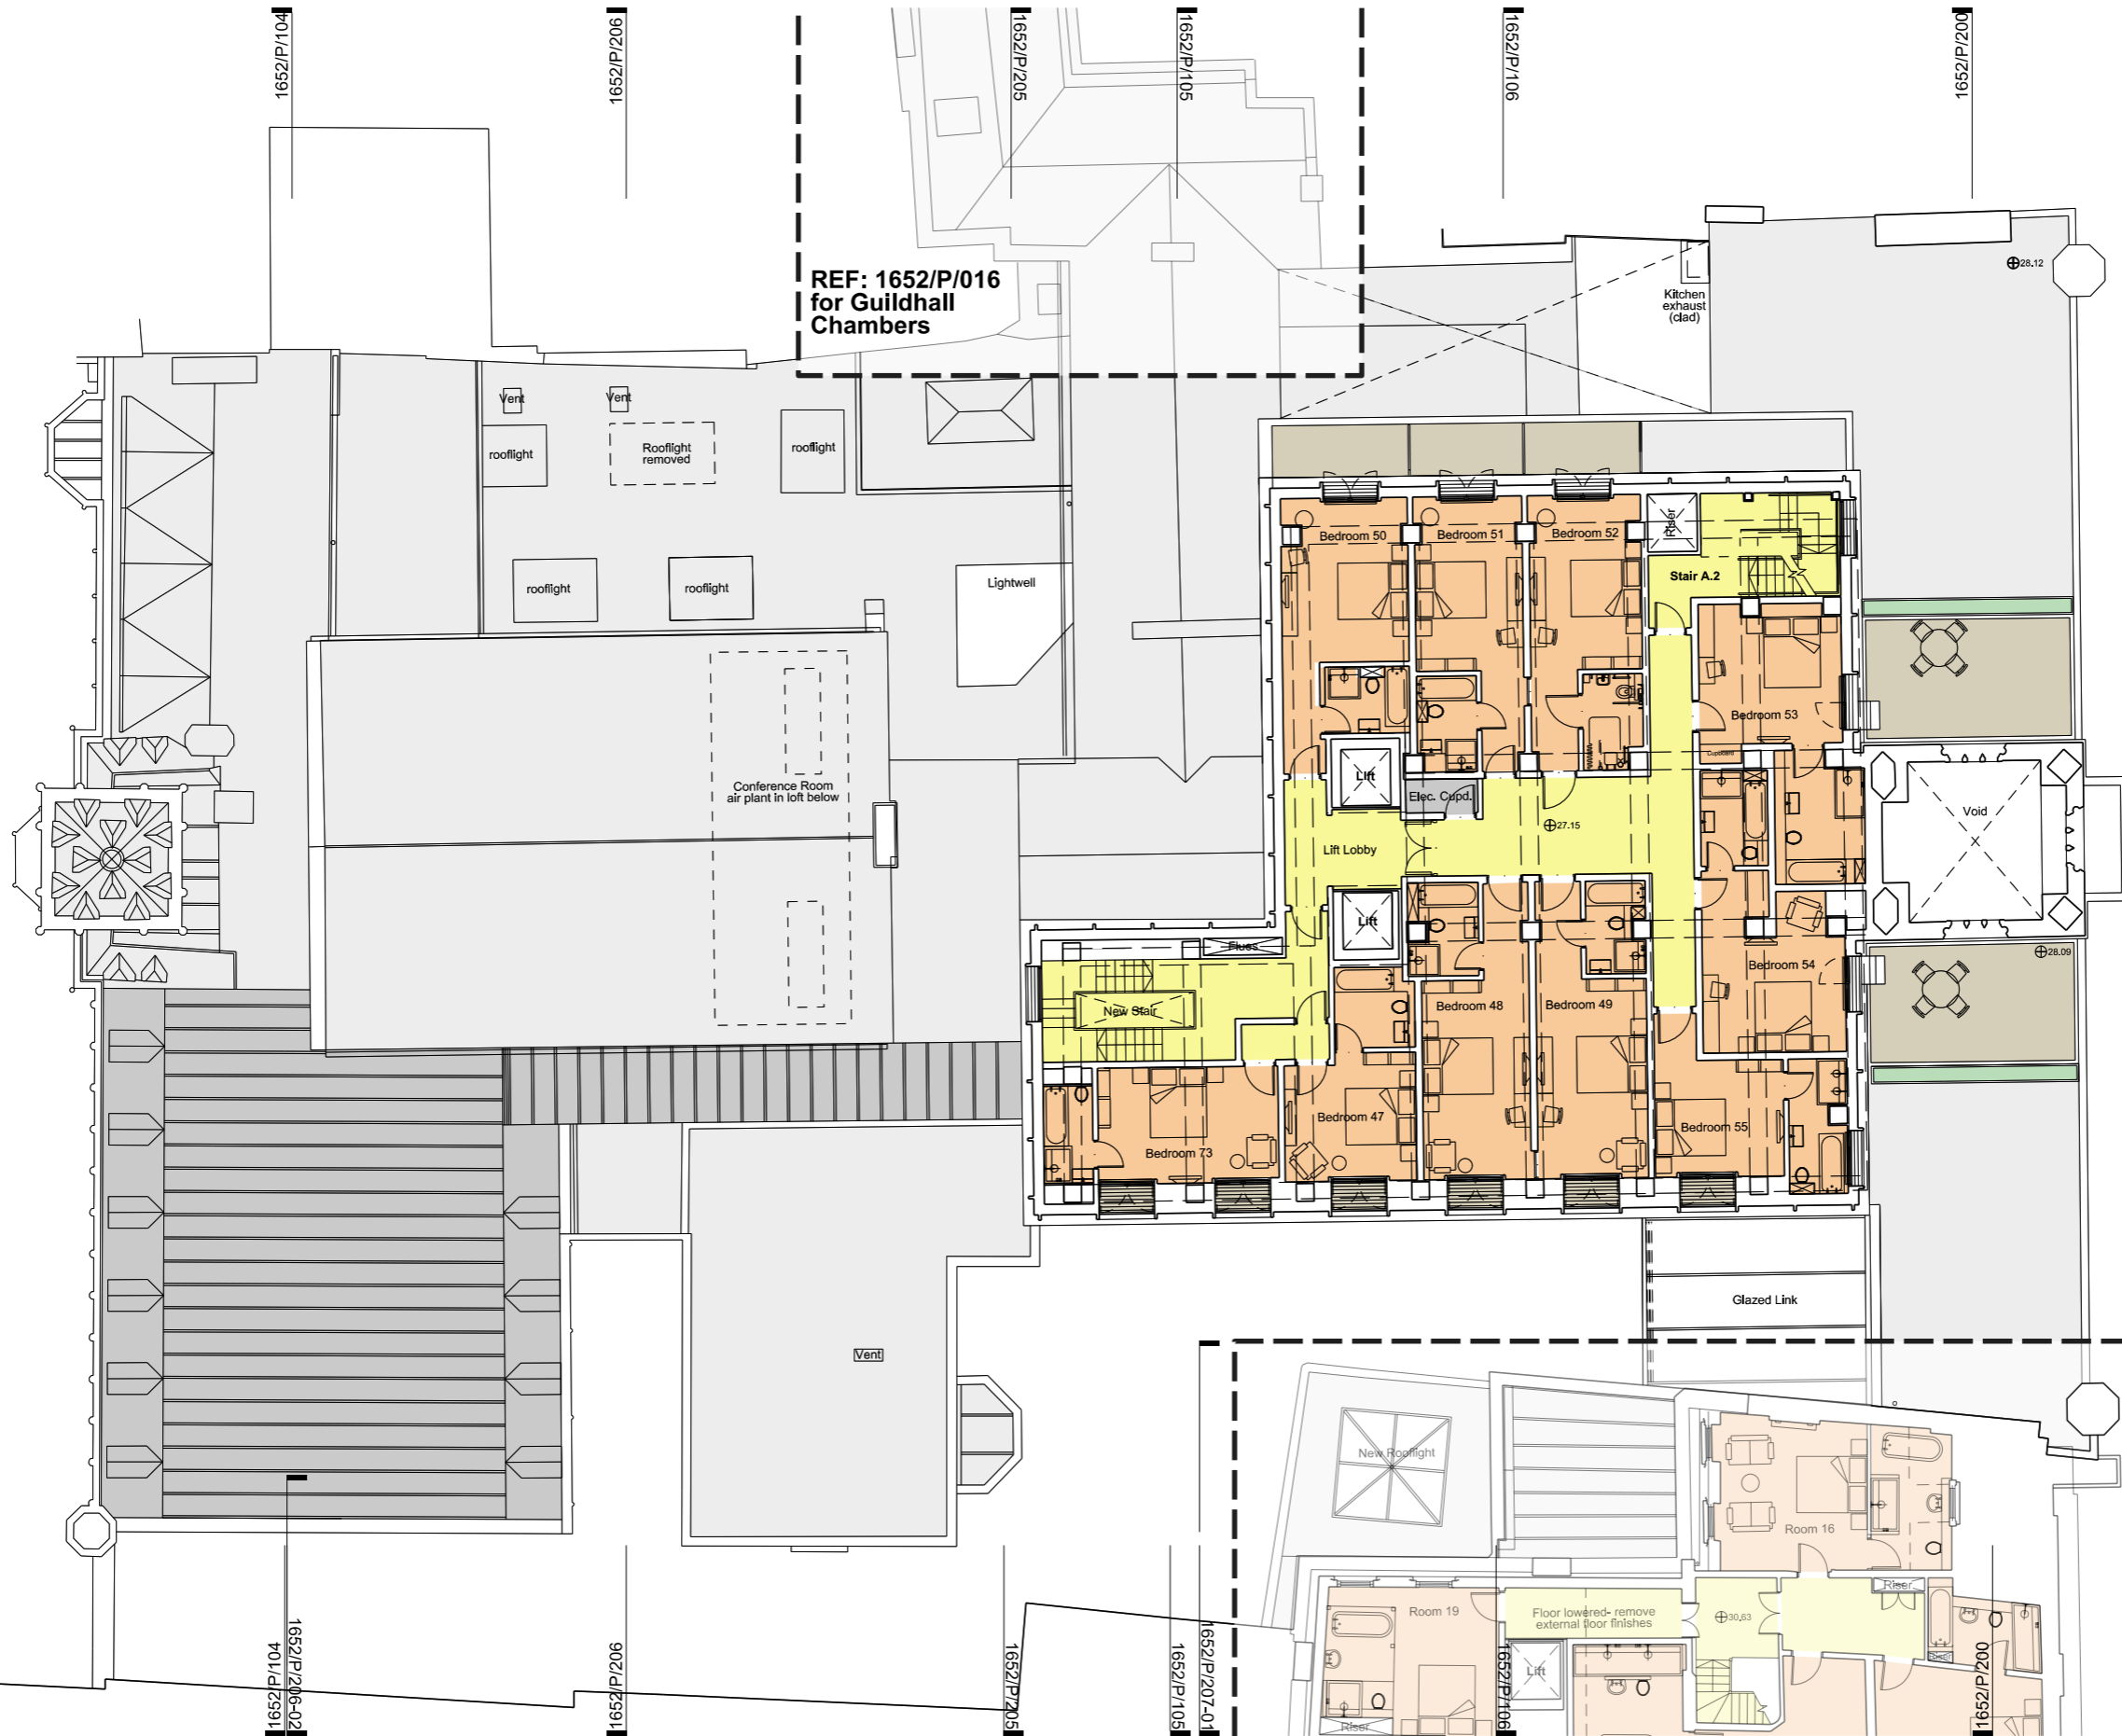 1652/P/104
1652/P/206
1652/P/205
1652/P/105
1652/P/106
1652/P/200
REF: 1652/P/016
for Guildhall
Chambers
Kitchen
exhaust
(clad)
28.12
Vent
Vent
rooflight
Rooflight
removed
rooflight
rooflight
rooflight
Lightwell
Bedroom 50
Bedroom 51
Bedroom 52
Riser
Stair A.2
Bedroom 53
Cupboard
Lift
Elec. Cupd.
27.15
Lift Lobby
Void
Conference Room
air plant in loft below
Lift
Flues
New Stair
Bedroom 48
Bedroom 49
Bedroom 54
28.09
Bedroom 47
Bedroom 55
Bedroom 73
Glazed Link
Vent
New Rooflight
Room 16
Room 19
Floor lowered- remove
external floor finishes
30.63
Riser
Riser
Lift
Riser
1652/P/104
1652/P/206-02
1652/P/206
1652/P/205
1652/P/105
1652/P/207-01
1652/P/106
1652/P/200